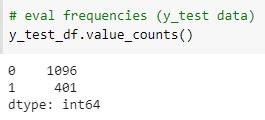 # eval frequencies (y_test data)
y_test_df.value_counts()
0    1096
1     401
dtype: int64